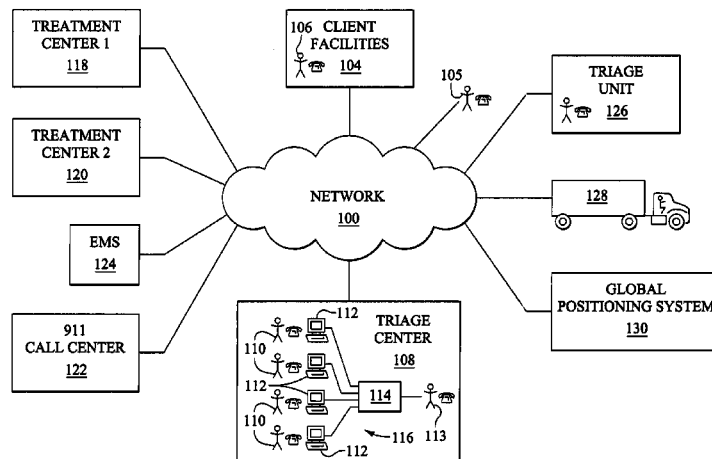 TREATMENT
CENTER 1
118
TREATMENT
CENTER 2
120
EMS
124
911
CALL CENTER
122
106
CLIENT
FACILITIES
104
105
NETWORK
100
TRIAGE
UNIT
126
128
GLOBAL
POSITIONING SYSTEM
130
112
TRIAGE
CENTER
108
110
112
110
114
116
113
112